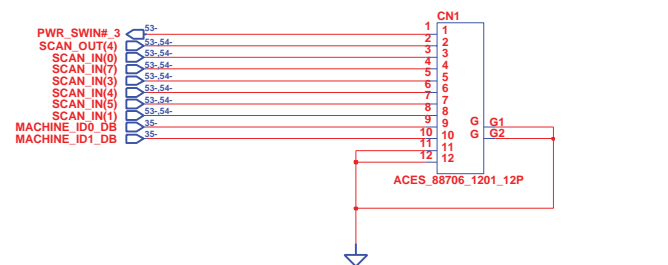 CN1
PWR_SWIN#_3 53- 1 1
SCAN_OUT(4) 53-,54- 2 2
SCAN_IN(0) 53-,54- 3 3
SCAN_IN(7) 53-,54- 4 4
SCAN_IN(3) 53-,54- 5 5
SCAN_IN(4) 53-,54- 6 6
SCAN_IN(5) 53-,54- 7 7
SCAN_IN(1) 53-,54- 8 8
MACHINE_ID0_DB 35- 9 9 G G1
MACHINE_ID1_DB 35- 10 10 G G2
11 11
12 12
ACES_88706_1201_12P